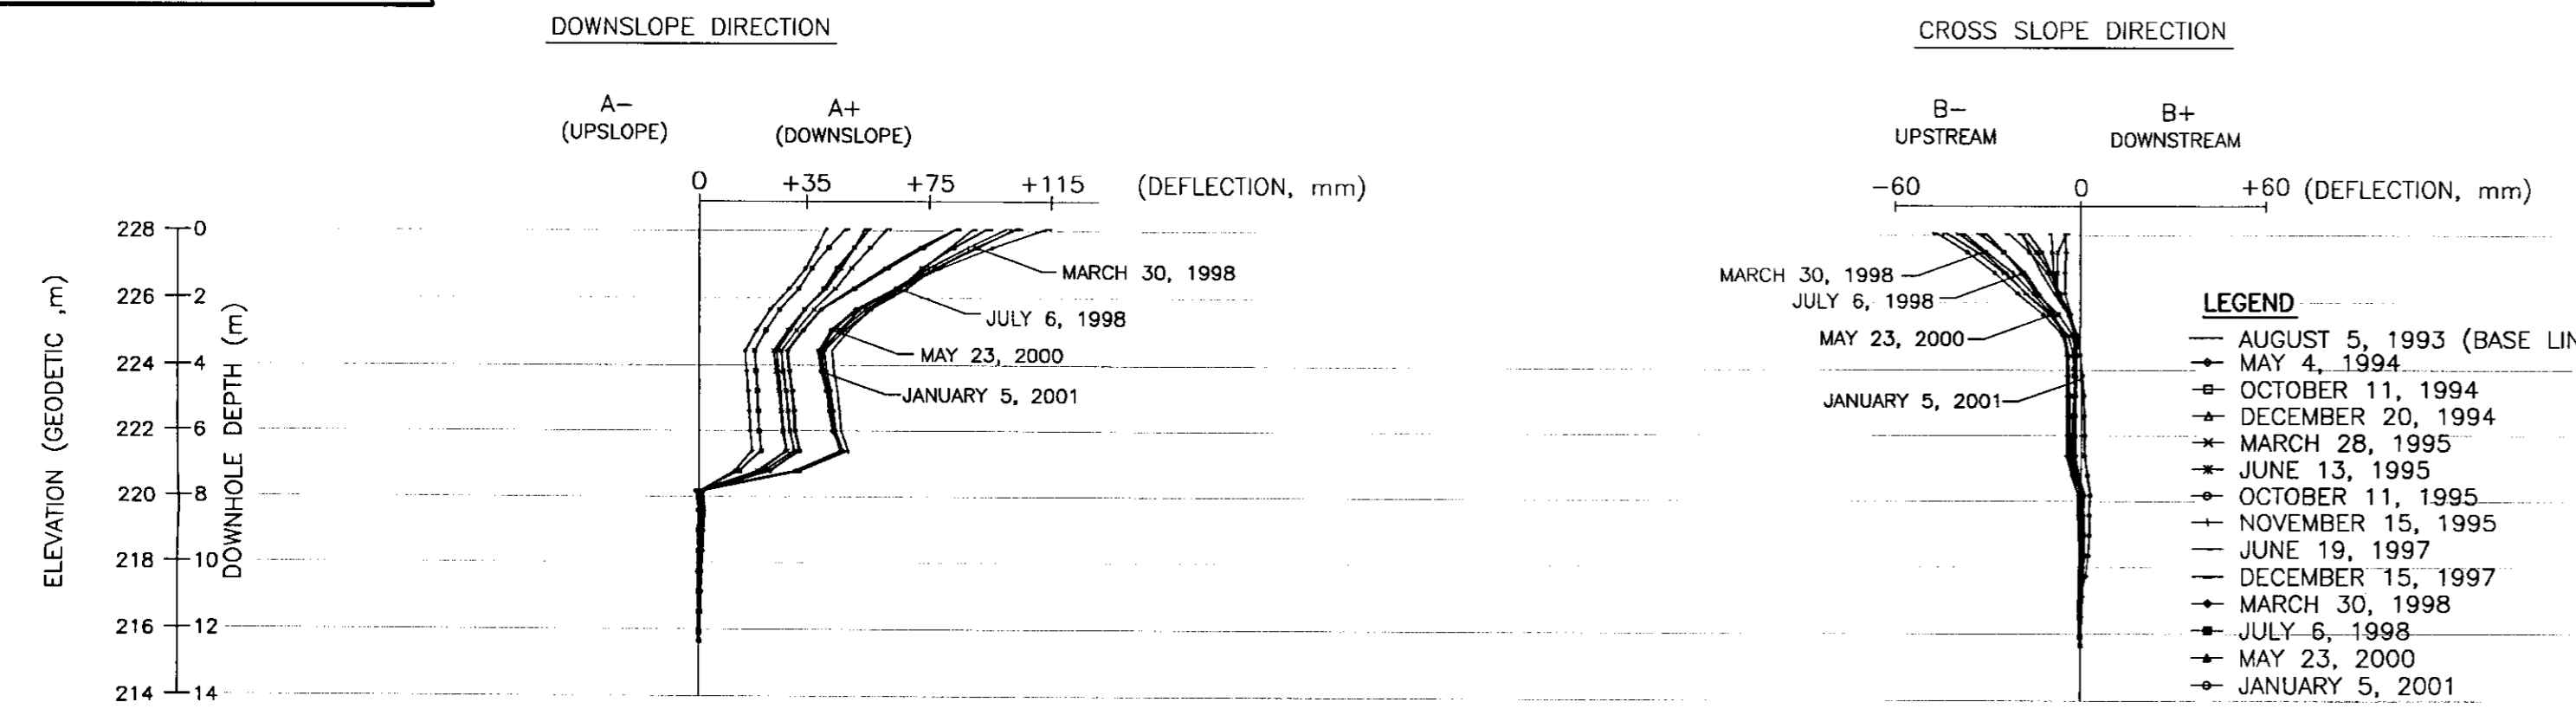 DOWNSLOPE DIRECTION
CROSS SLOPE DIRECTION
A−
(UPSLOPE)
A+
(DOWNSLOPE)
B−
UPSTREAM
B+
DOWNSTREAM
0 +35 +75 +115 (DEFLECTION, mm)
−60 0 +60 (DEFLECTION, mm)
ELEVATION (GEODETIC ,m)
DOWNHOLE DEPTH (m)
228 0
226 2
224 4
222 6
220 8
218 10
216 12
214 14
MARCH 30, 1998
JULY 6, 1998
MAY 23, 2000
JANUARY 5, 2001
MARCH 30, 1998
JULY 6, 1998
MAY 23, 2000
JANUARY 5, 2001
LEGEND
AUGUST 5, 1993 (BASE LIN
MAY 4, 1994
OCTOBER 11, 1994
DECEMBER 20, 1994
MARCH 28, 1995
JUNE 13, 1995
OCTOBER 11, 1995
NOVEMBER 15, 1995
JUNE 19, 1997
DECEMBER 15, 1997
MARCH 30, 1998
JULY 6, 1998
MAY 23, 2000
JANUARY 5, 2001